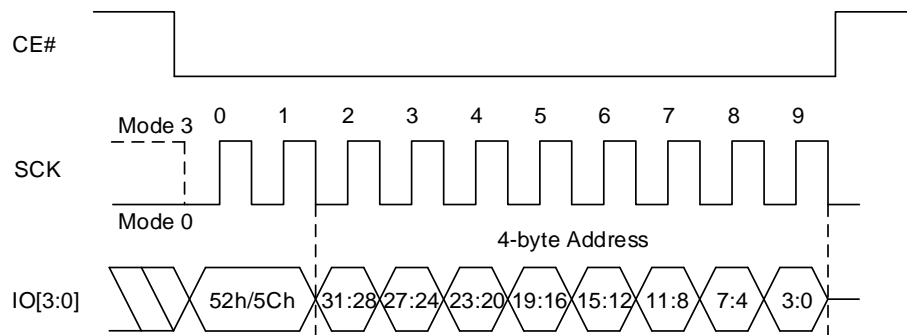 CE#
0 1 2 3 4 5 6 7 8 9
Mode 3
SCK
Mode 0
4-byte Address
IO[3:0] 52h/5Ch 31:28 27:24 23:20 19:16 15:12 11:8 7:4 3:0